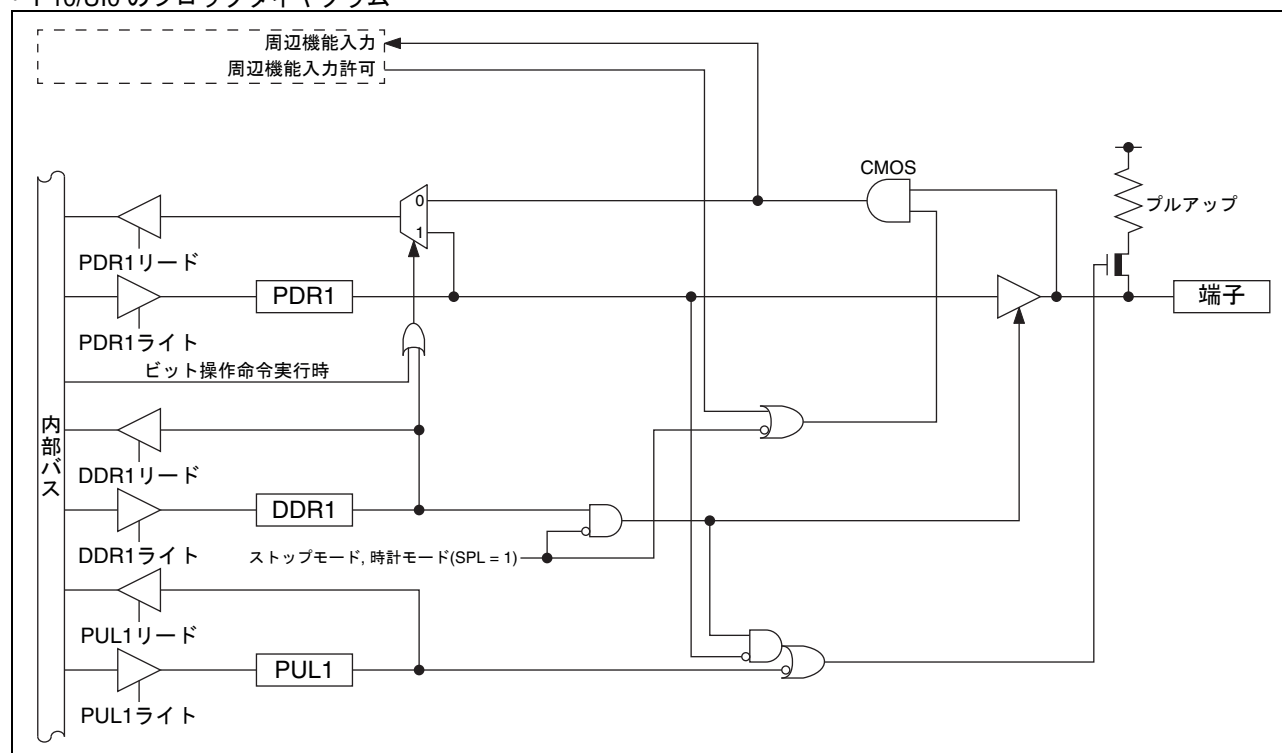 周辺機能入力
周辺機能入力許可
CMOS
0
1
プルアップ
PDR1リード
PDR1
端子
PDR1ライト
ビット操作命令実行時
内部バス
DDR1リード
DDR1
DDR1ライト
ストップモード, 時計モード(SPL = 1)
PUL1リード
PUL1
PUL1ライト